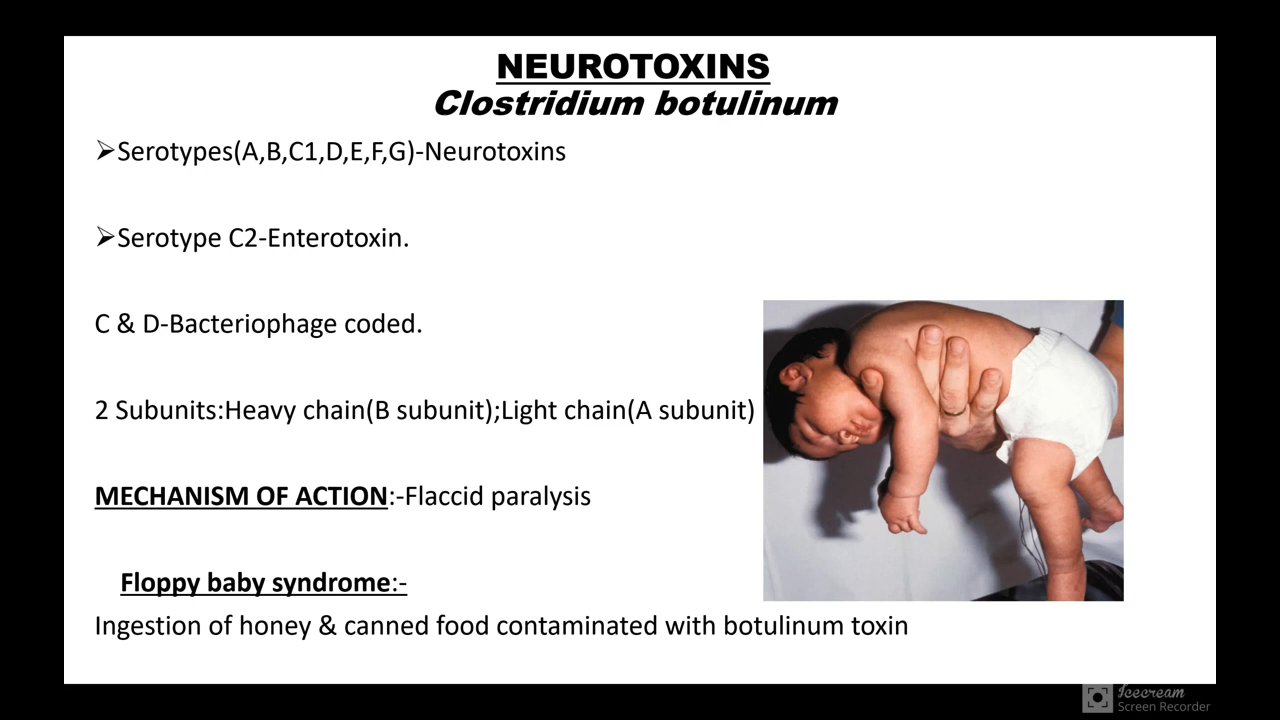 NEUROTOXINS
Clostridium botulinum
➢Serotypes(A,B,C1,D,E,F,G)-Neurotoxins
➢Serotype C2-Enterotoxin.
C & D-Bacteriophage coded.
2 Subunits:Heavy chain(B subunit);Light chain(A subunit)
MECHANISM OF ACTION:-Flaccid paralysis
Floppy baby syndrome:-
Ingestion of honey & canned food contaminated with botulinum toxin
Icecream
Screen Recorder